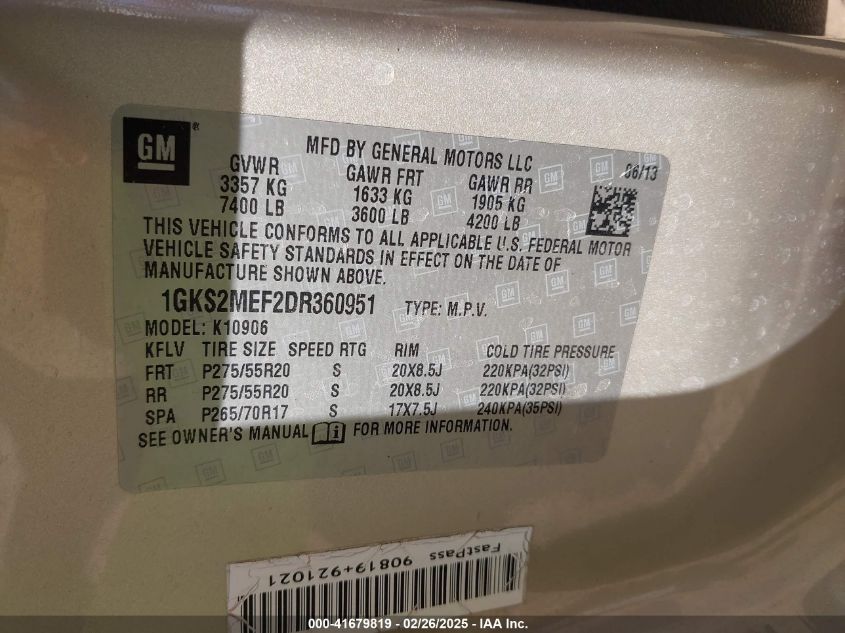 GM ®
MFD BY GENERAL MOTORS LLC
06/13
GVWR GAWR FRT GAWR RR
3357 KG 1633 KG 1905 KG
7400 LB 3600 LB 4200 LB
THIS VEHICLE CONFORMS TO ALL APPLICABLE U.S. FEDERAL MOTOR
VEHICLE SAFETY STANDARDS IN EFFECT ON THE DATE OF
MANUFACTURE SHOWN ABOVE.
1GKS2MEF2DR360951 TYPE: M.P.V.
MODEL: K10906
KFLV TIRE SIZE SPEED RTG RIM COLD TIRE PRESSURE
FRT P275/55R20 S 20X8.5J 220KPA(32PSI)
RR P275/55R20 S 20X8.5J 220KPA(32PSI)
SPA P265/70R17 S 17X7.5J 240KPA(35PSI)
SEE OWNER'S MANUAL i FOR MORE INFORMATION.
FastPass 90819+921021
000-41679819 - 02/26/2025 - IAA Inc.